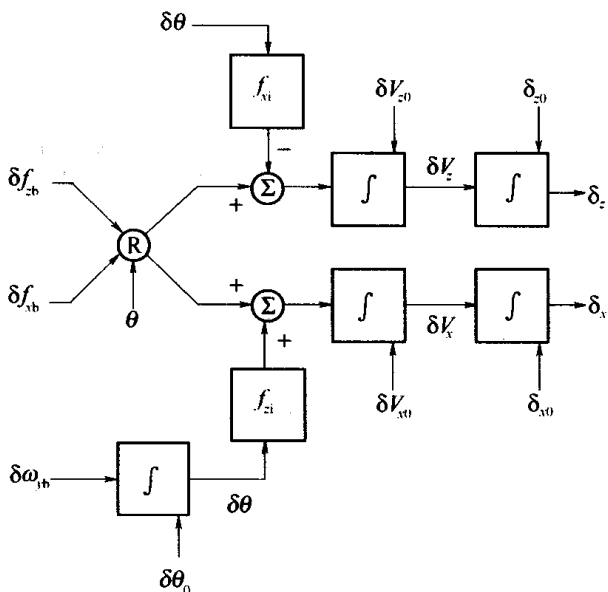 δθ
f_xi
δV_z0
δ_z0
−
δf_zb
+
Σ
∫
δV_z
∫
δ_z
R
δf_xb
θ
+
Σ
+
∫
δV_x
∫
δ_x
f_zi
δV_x0
δ_x0
δω_yb
∫
δθ
δθ_0